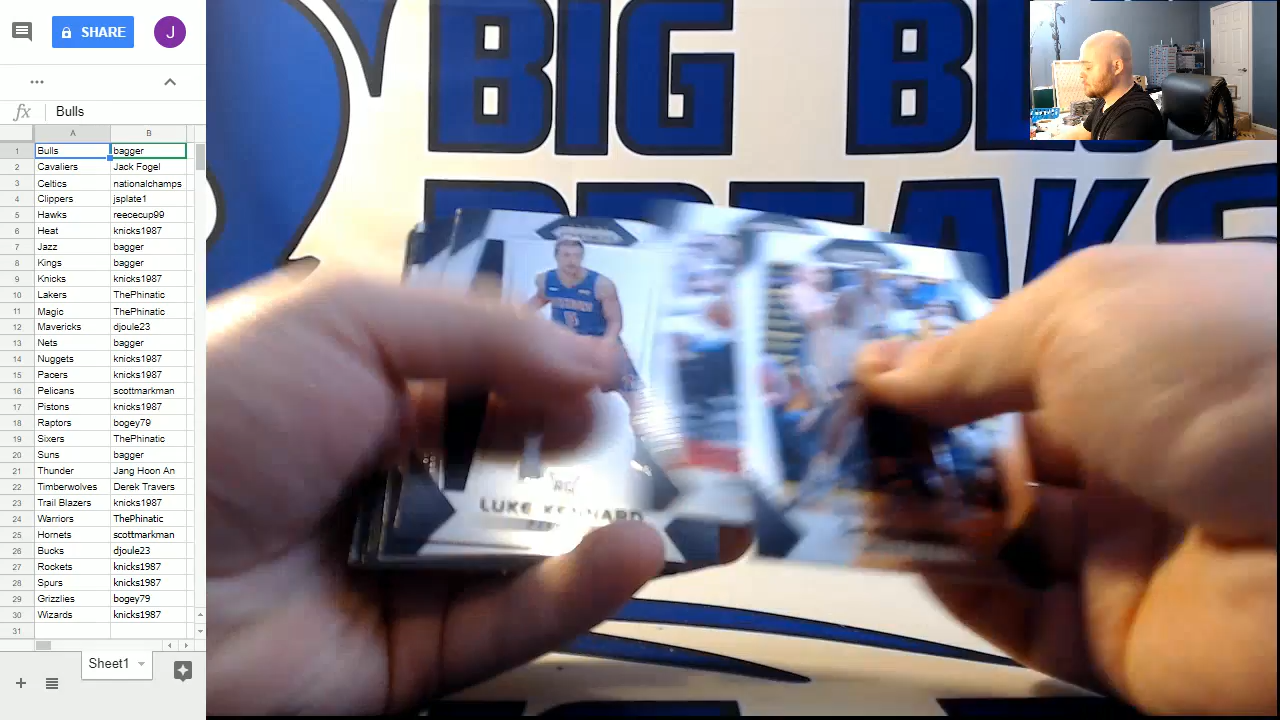 SHARE
J
...
fx Bulls
A B
1 Bulls bagger
2 Cavaliers Jack Fogel
3 Celtics nationalchamps
4 Clippers jsplate1
5 Hawks reececup99
6 Heat knicks1987
7 Jazz bagger
8 Kings bagger
9 Knicks knicks1987
10 Lakers ThePhinatic
11 Magic ThePhinatic
12 Mavericks djoule23
13 Nets bagger
14 Nuggets knicks1987
15 Pacers knicks1987
16 Pelicans scottmarkman
17 Pistons knicks1987
18 Raptors bogey79
19 Sixers ThePhinatic
20 Suns bagger
21 Thunder Jang Hoon An
22 Timberwolves Derek Travers
23 Trail Blazers knicks1987
24 Warriors ThePhinatic
25 Hornets scottmarkman
26 Bucks djoule23
27 Rockets knicks1987
28 Spurs knicks1987
29 Grizzlies bogey79
30 Wizards knicks1987
31
Sheet1
BIG BL
BREAKS
RC
LUKE KENNARD